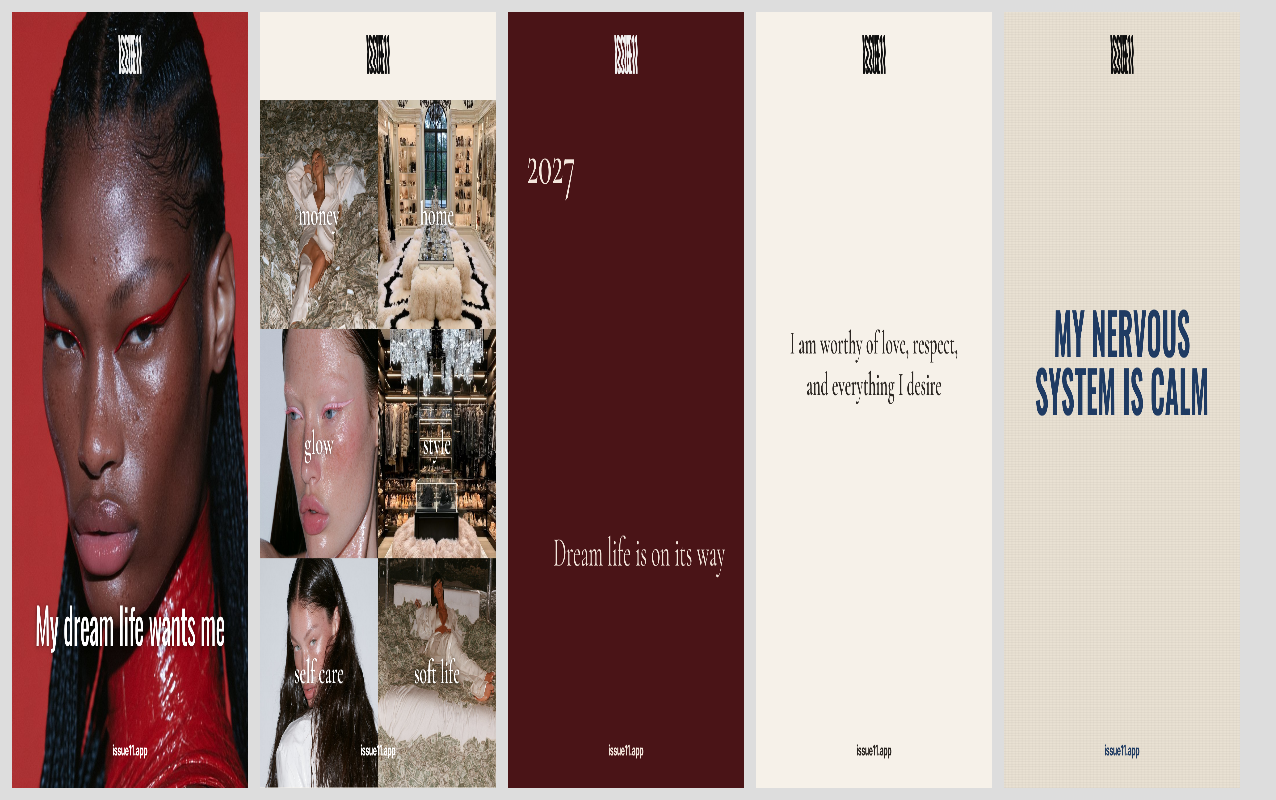 ISSUE11
My dream life wants me
issue11.app
ISSUE11
money
home
glow
style
self care
soft life
issue11.app
ISSUE11
2027
Dream life is on its way
issue11.app
ISSUE11
I am worthy of love, respect,
and everything I desire
issue11.app
ISSUE11
MY NERVOUS
SYSTEM IS CALM
issue11.app